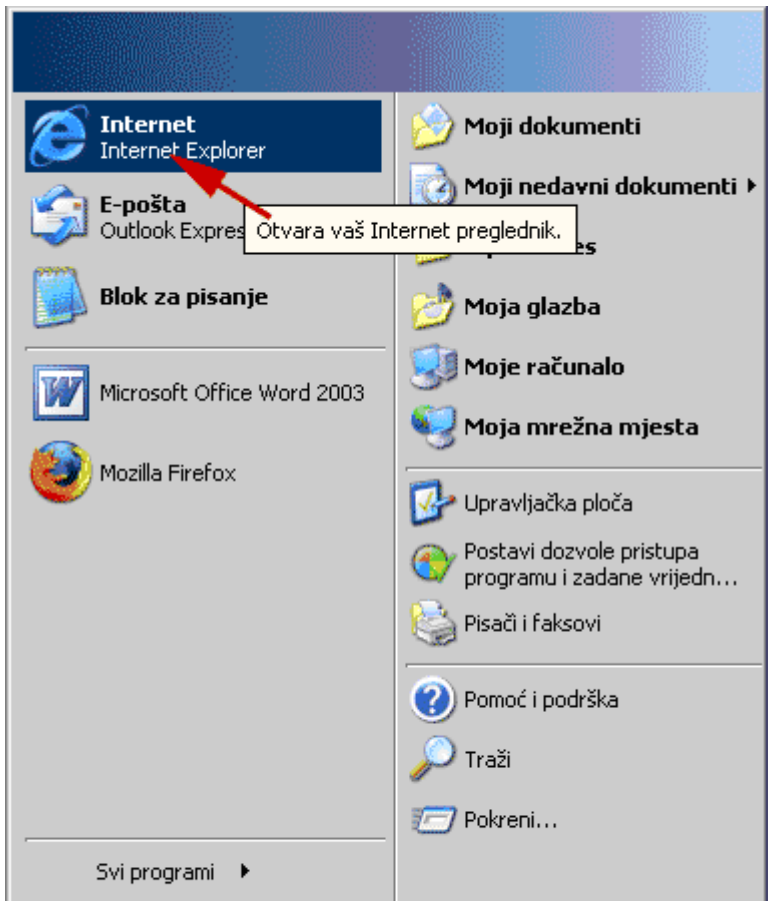 Internet
Internet Explorer
E-pošta
Outlook Expres
Otvara vaš Internet preglednik.
Blok za pisanje
Microsoft Office Word 2003
Mozilla Firefox
Svi programi
Moji dokumenti
Moji nedavni dokumenti
Moja glazba
Moje računalo
Moja mrežna mjesta
Upravljačka ploča
Postavi dozvole pristupa
programu i zadane vrijedn...
Pisači i faksovi
Pomoć i podrška
Traži
Pokreni...